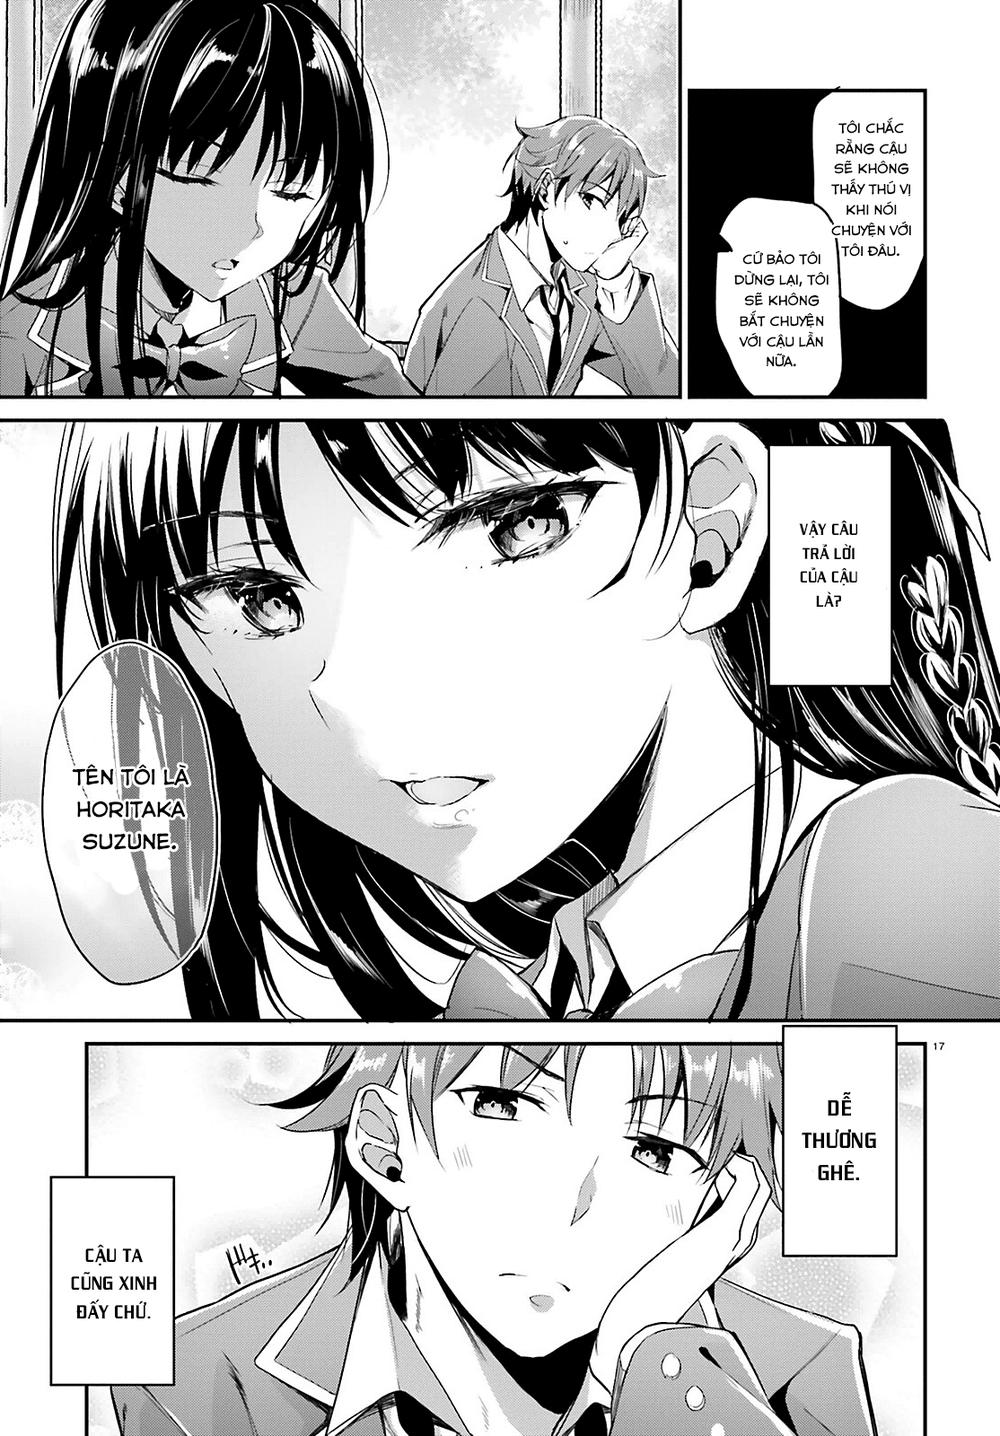 TÔI CHẮC
RẰNG CẬU
SẼ KHÔNG
THẤY THÚ VỊ
KHI NÓI
CHUYỆN VỚI
TÔI ĐÂU.
CỨ BẢO TÔI
DỪNG LẠI, TÔI
SẼ KHÔNG
BẮT CHUYỆN
VỚI CẬU LẦN
NỮA.
VẬY CÂU
TRẢ LỜI
CỦA CẬU
LÀ?
TÊN TÔI LÀ
HORITAKA
SUZUNE.
17
DỄ
THƯƠNG
GHÊ.
ドキ..
CẬU TA
CŨNG XINH
ĐẤY CHỨ.